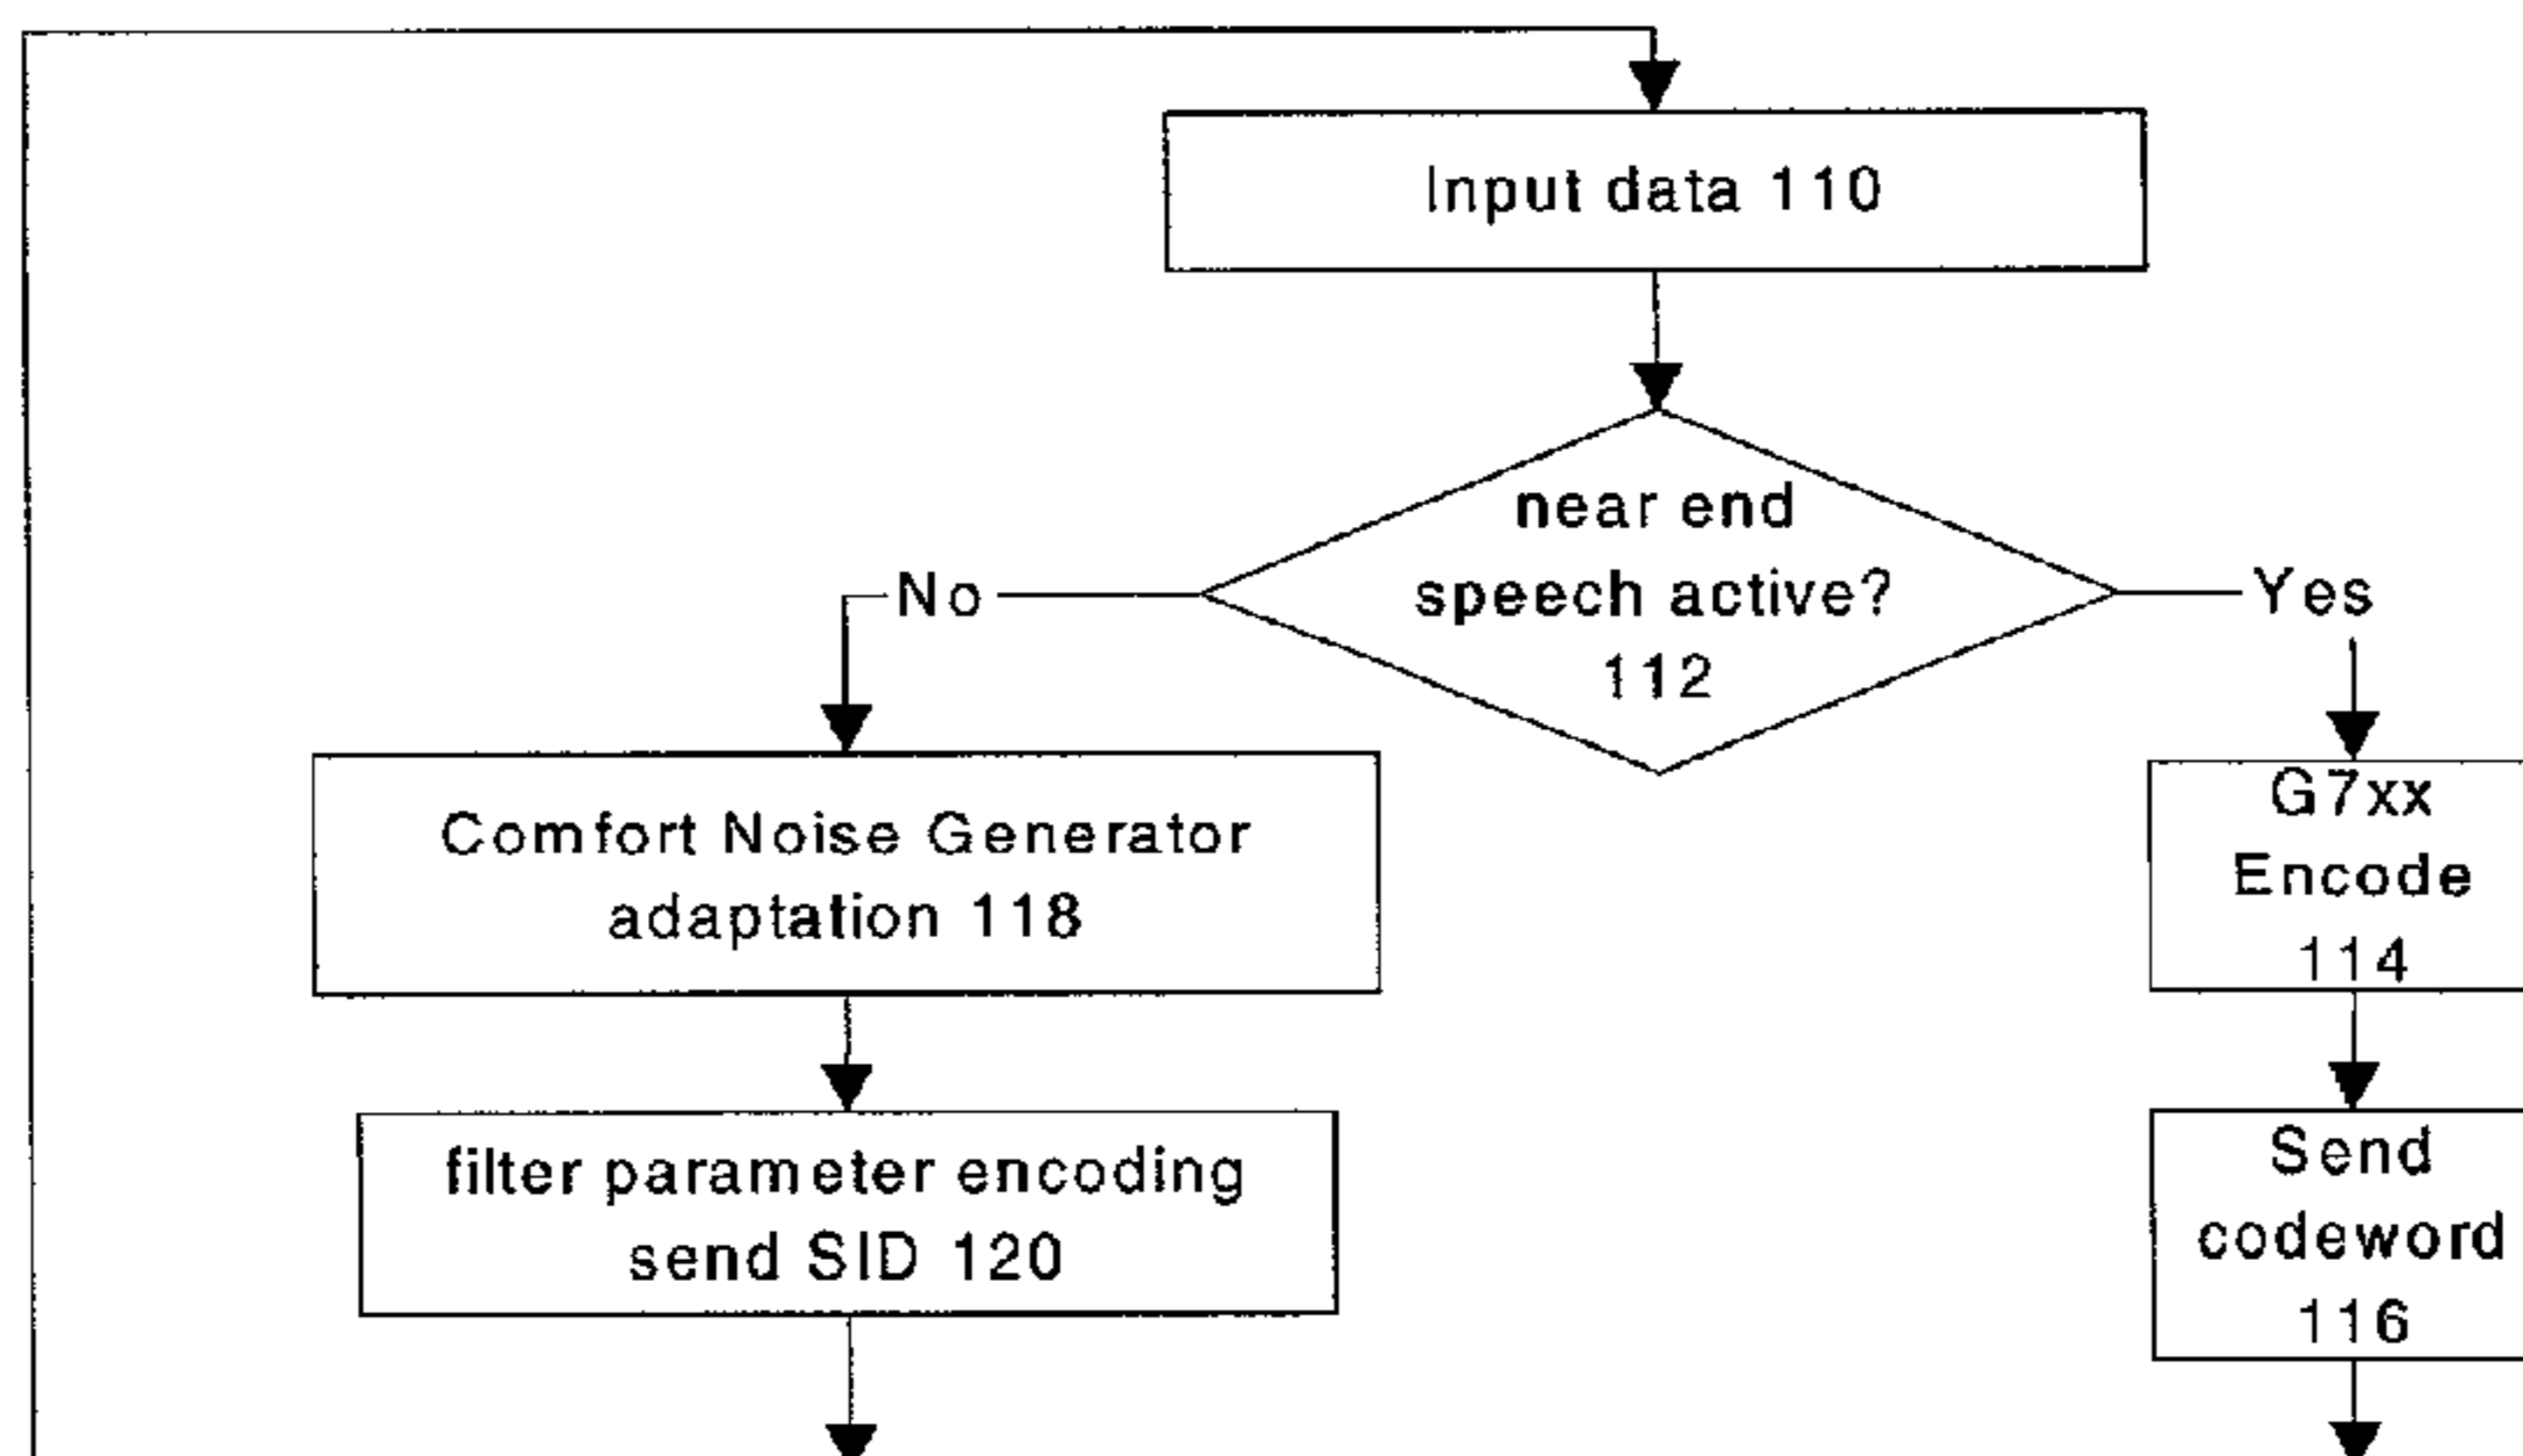 Input data 110
near end
speech active?
112
No
Yes
Comfort Noise Generator
adaptation 118
G7xx
Encode
114
filter parameter encoding
send SID 120
Send
codeword
116